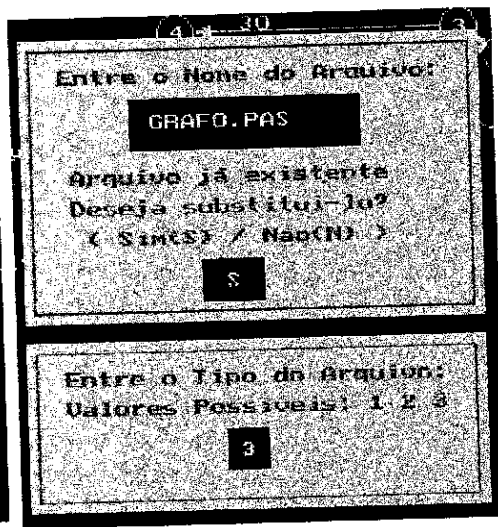 4 30 3
Entre o Nome do Arquivo:
GRAFO.PAS
Arquivo já existente
Deseja substitui-lo?
( Sim(S) / Nao(N) )
S
Entre o Tipo do Arquivo:
Valores Possiveis: 1 2 3
3